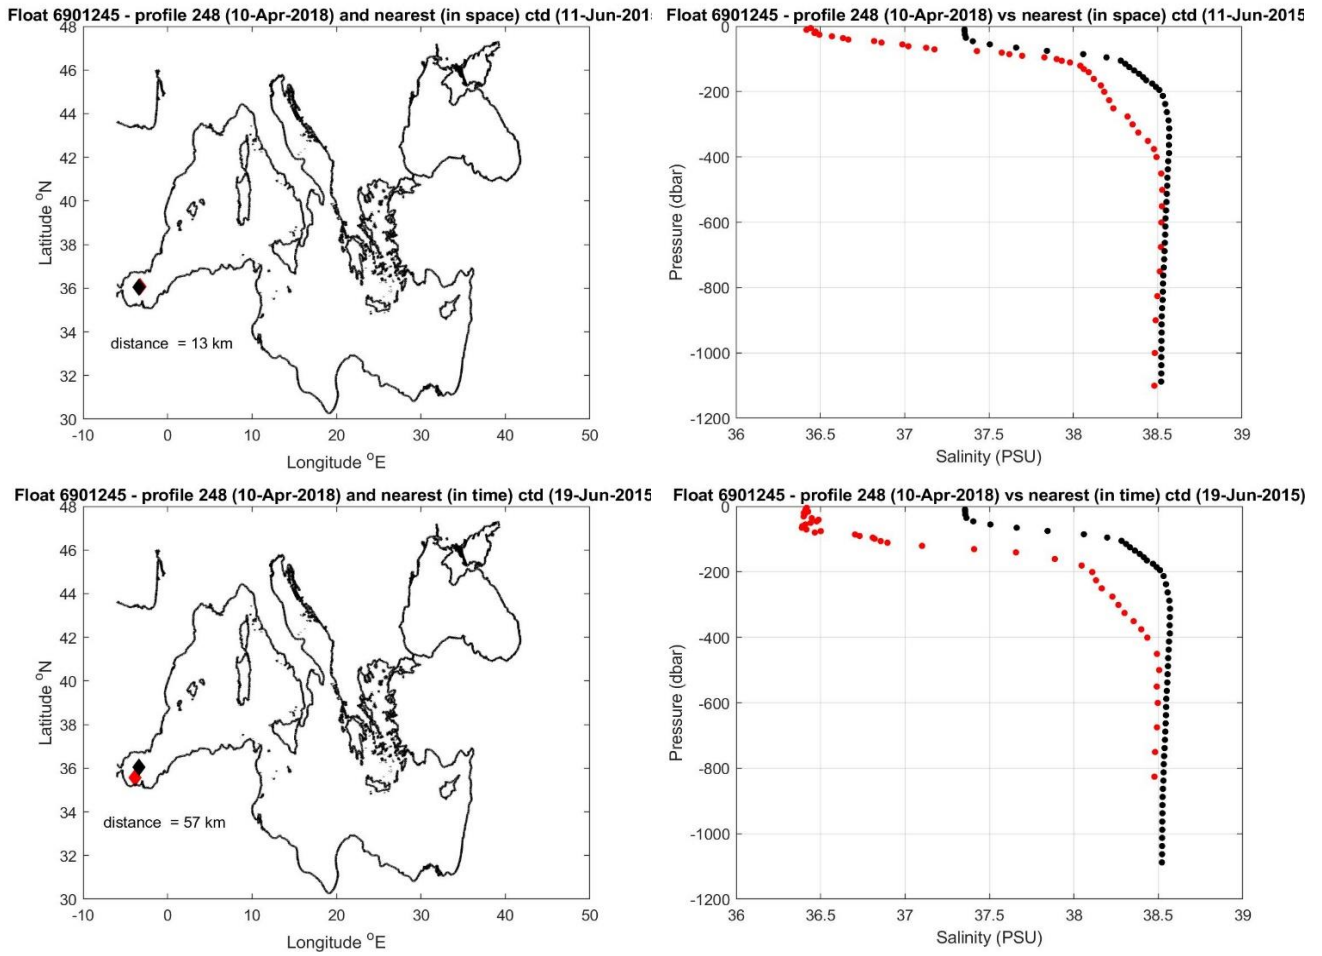 Float 6901245 - profile 248 (10-Apr-2018) and nearest (in space) ctd (11-Jun-201
48
46
44
42
40
38
36
34
32
30
Latitude °N
distance = 13 km
-10 0 10 20 30 40 50
Longitude °E
Float 6901245 - profile 248 (10-Apr-2018) vs nearest (in space) ctd (11-Jun-2015
0
-200
-400
-600
-800
-1000
-1200
Pressure (dbar)
36 36.5 37 37.5 38 38.5 39
Salinity (PSU)
Float 6901245 - profile 248 (10-Apr-2018) and nearest (in time) ctd (19-Jun-2015
48
46
44
42
40
38
36
34
32
30
Latitude °N
distance = 57 km
-10 0 10 20 30 40 50
Longitude °E
Float 6901245 - profile 248 (10-Apr-2018) vs nearest (in time) ctd (19-Jun-2015)
0
-200
-400
-600
-800
-1000
-1200
Pressure (dbar)
36 36.5 37 37.5 38 38.5 39
Salinity (PSU)